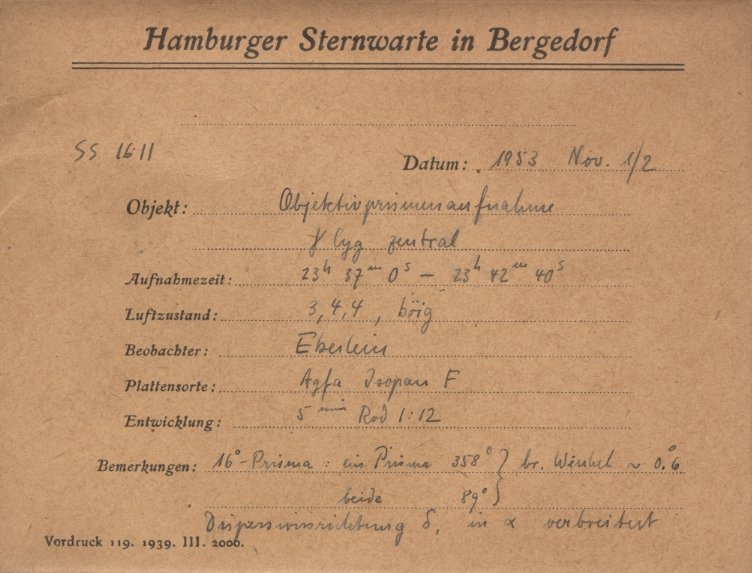 Hamburger Sternwarte in Bergedorf
SS 1611
Datum: 1953 Nov. 1/2
Objekt: Objektivprismenaufnahme
γ Cyg zentral
Aufnahmezeit: 23ʰ 37ᵐ 0ˢ — 23ʰ 42ᵐ 40ˢ
Luftzustand: 3, 4, 4, böig
Beobachter: Eberlein
Plattensorte: Agfa Isopan F
Entwicklung: 5 min Rod 1:12
Bemerkungen: 16°-Prisma : ein Prisma 358° } br. Winkel ~ 0.°6
beide 89° }
Dispersionsrichtung δ, in α verbreitert
Vordruck 119. 1939. III. 2000.